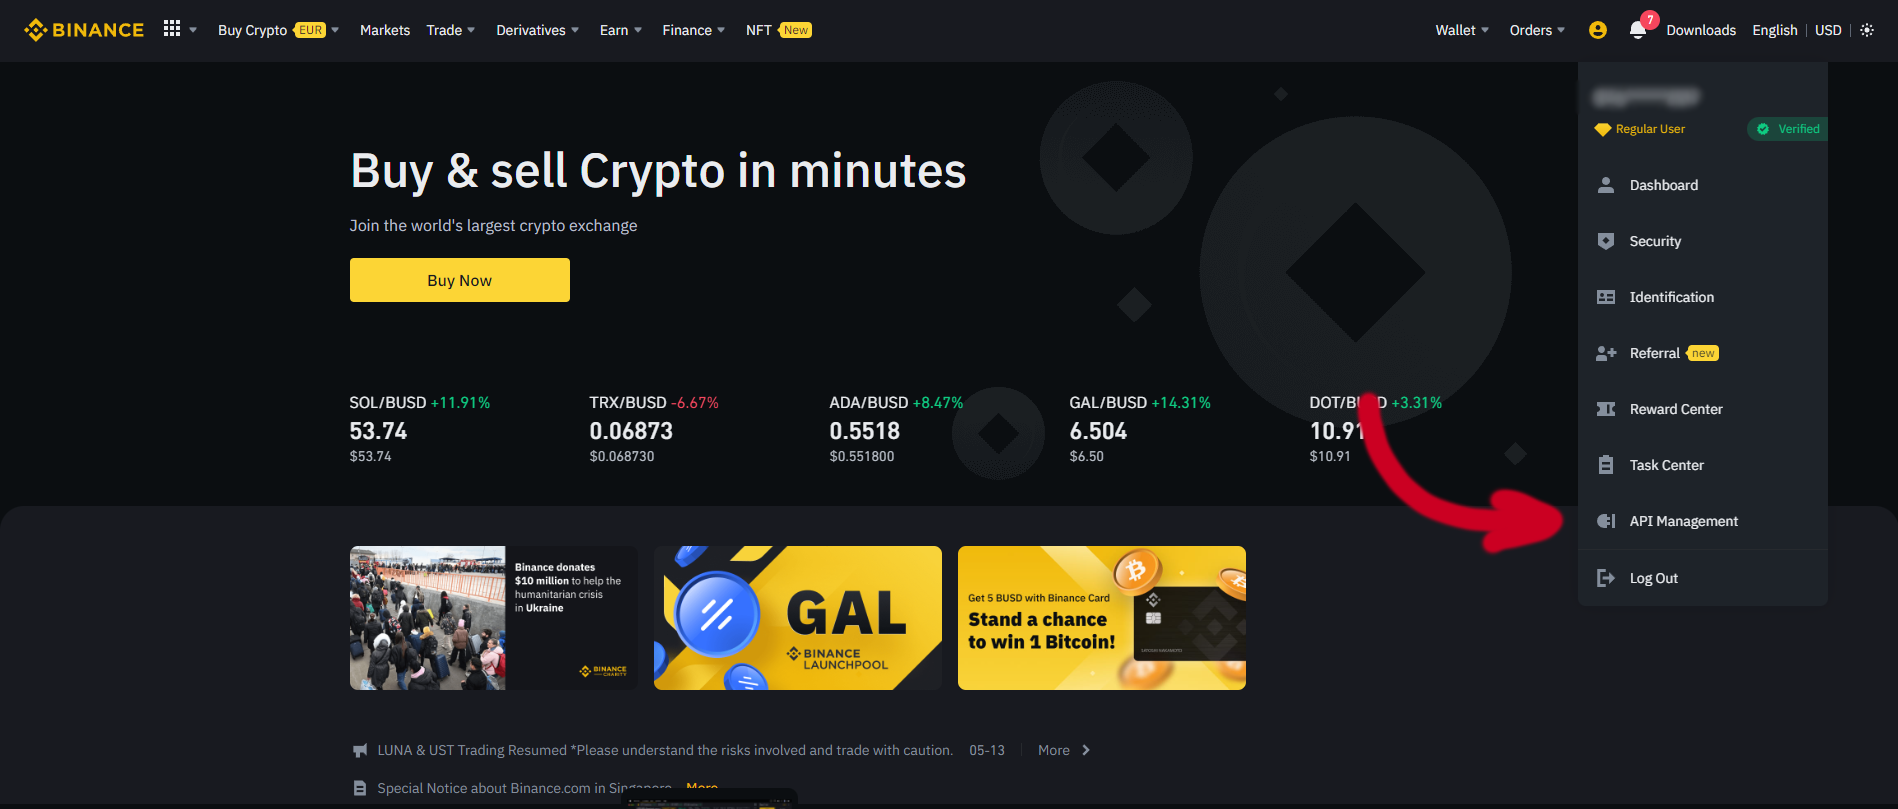 BINANCE
Buy Crypto EUR
Markets
Trade
Derivatives
Earn
Finance
NFT New
Wallet
Orders
7
Downloads
English
USD
Regular User
Verified
Dashboard
Security
Identification
Referral new
Reward Center
Task Center
API Management
Log Out
Buy & sell Crypto in minutes
Join the world's largest crypto exchange
Buy Now
SOL/BUSD +11.91%
53.74
$53.74
TRX/BUSD -6.67%
0.06873
$0.068730
ADA/BUSD +8.47%
0.5518
$0.551800
GAL/BUSD +14.31%
6.504
$6.50
DOT/BUSD +3.31%
10.91
$10.91
Binance donates
$10 million to help the
humanitarian crisis
in Ukraine
BINANCE
CHARITY
GAL
BINANCE
LAUNCHPOOL
Get 5 BUSD with Binance Card
Stand a chance
to win 1 Bitcoin!
SATOSHI NAKAMOTO
LUNA & UST Trading Resumed *Please understand the risks involved and trade with caution. 05-13
More
Special Notice about Binance.com in Singapore
More